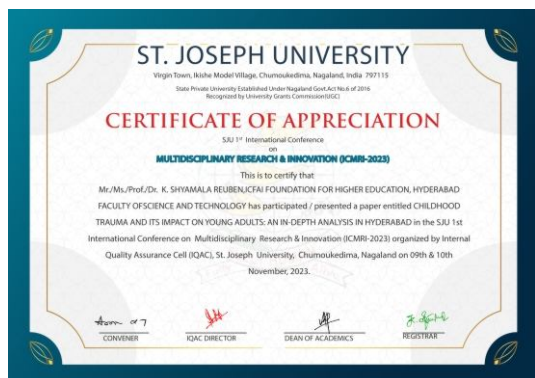 ST. JOSEPH UNIVERSITY
Virgin Town, Ikishe Model Village, Chumoukedima, Nagaland, India 797115
State Private University Established Under Nagaland Govt.Act No.6 of 2016
Recognized by University Grants Commission(UGC)
CERTIFICATE OF APPRECIATION
SJU 1st International Conference
on
MULTIDISCIPLINARY RESEARCH & INNOVATION (ICMRI-2023)
This is to certify that
Mr./Ms./Prof./Dr. K. SHYAMALA REUBEN,ICFAI FOUNDATION FOR HIGHER EDUCATION, HYDERABAD
FACULTY OFSCIENCE AND TECHNOLOGY has participated / presented a paper entitled CHILDHOOD
TRAUMA AND ITS IMPACT ON YOUNG ADULTS: AN IN-DEPTH ANALYSIS IN HYDERABAD in the SJU 1st
International Conference on Multidisciplinary Research & Innovation (ICMRI-2023) organized by Internal
Quality Assurance Cell (IQAC), St. Joseph University, Chumoukedima, Nagaland on 09th & 10th
November, 2023.
CONVENER IQAC DIRECTOR DEAN OF ACADEMICS REGISTRAR